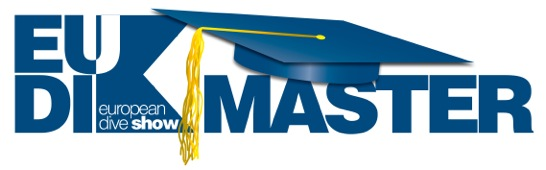 EU
DI MASTER
european
dive show